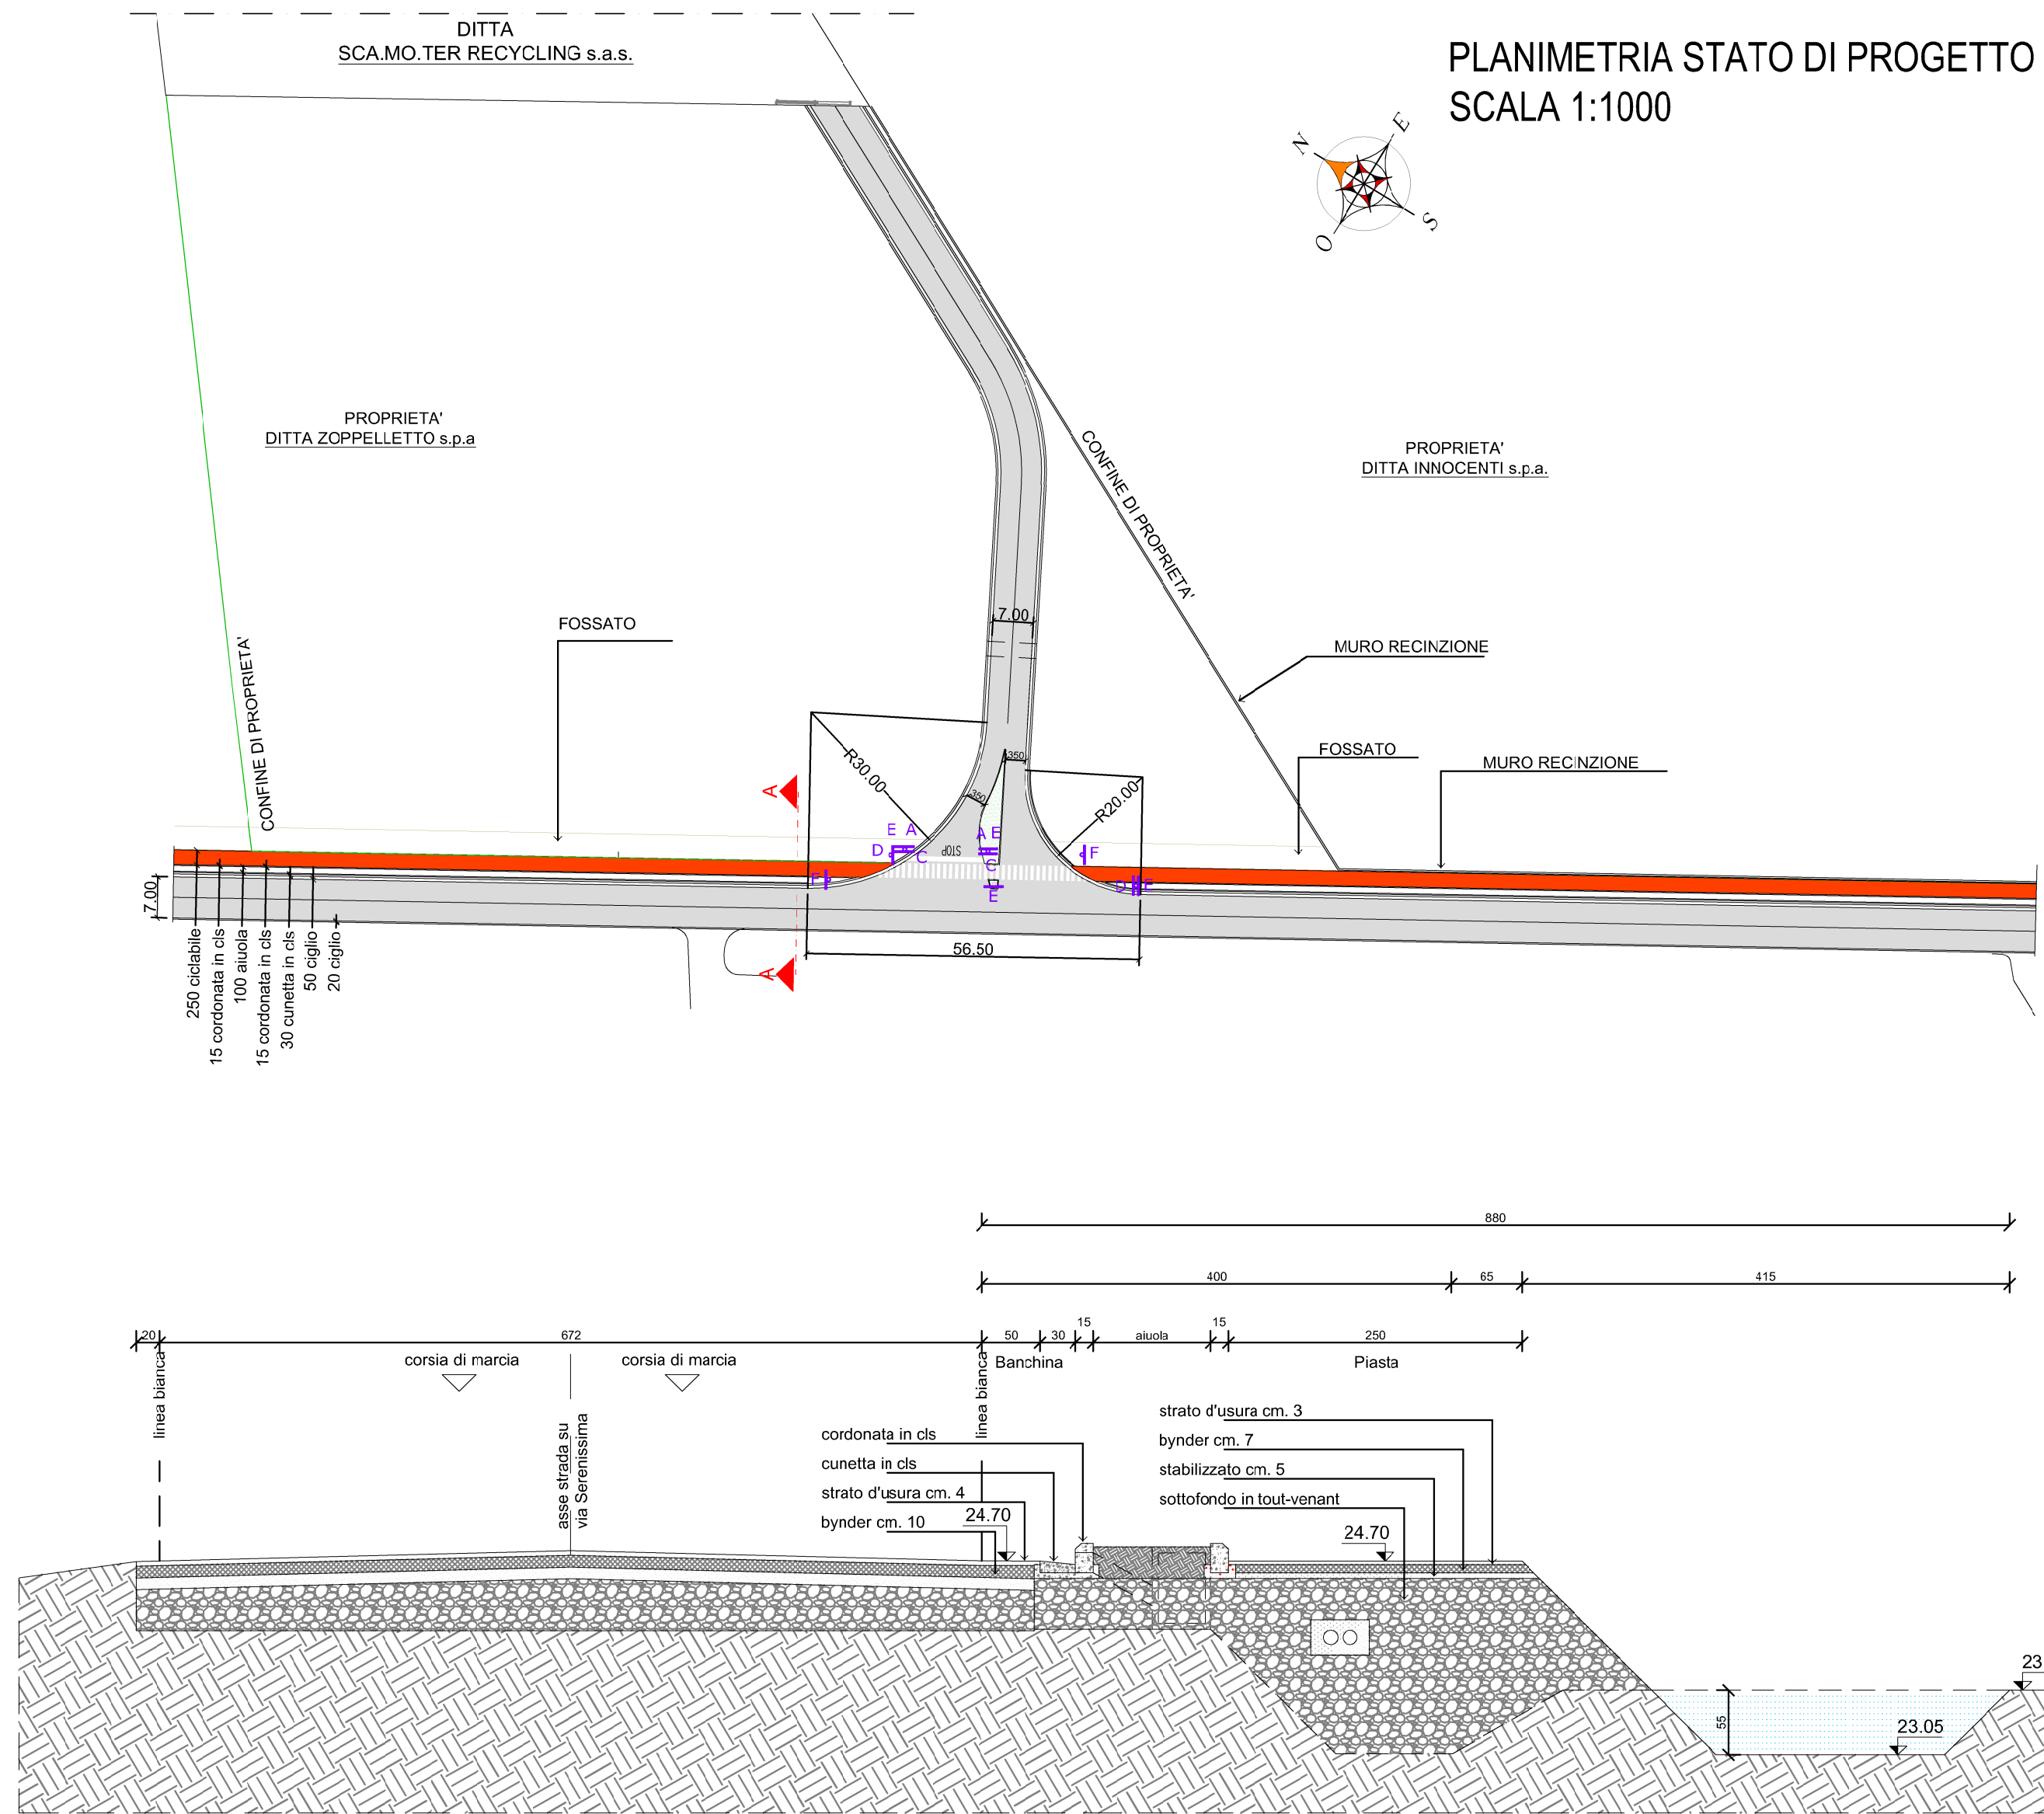 DITTA
SCA.MO.TER RECYCLING s.a.s.
PLANIMETRIA STATO DI PROGETTO
SCALA 1:1000
N
E
S
O
PROPRIETA'
DITTA ZOPPELLETTO s.p.a
PROPRIETA'
DITTA INNOCENTI s.p.a.
CONFINE DI PROPRIETA'
CONFINE DI PROPRIETA'
FOSSATO
7.00
MURO RECINZIONE
FOSSATO
MURO RECINZIONE
R30.00
350
350
R20.00
A
E A
A E
D
C
STOP
C
F
F
D
E
E
7.00
A
56.50
250 ciclabile
15 cordonata in cls
100 aiuola
15 cordonata in cls
30 cunetta in cls
50 ciglio
20 ciglio
880
400
65
415
20
672
50
30
15
aiuola
15
250
corsia di marcia
corsia di marcia
Banchina
Piasta
linea bianca
asse strada su
via Serenissima
linea bianca
cordonata in cls
cunetta in cls
strato d'usura cm. 4
bynder cm. 10
24.70
strato d'usura cm. 3
bynder cm. 7
stabilizzato cm. 5
sottofondo in tout-venant
24.70
23
55
23.05